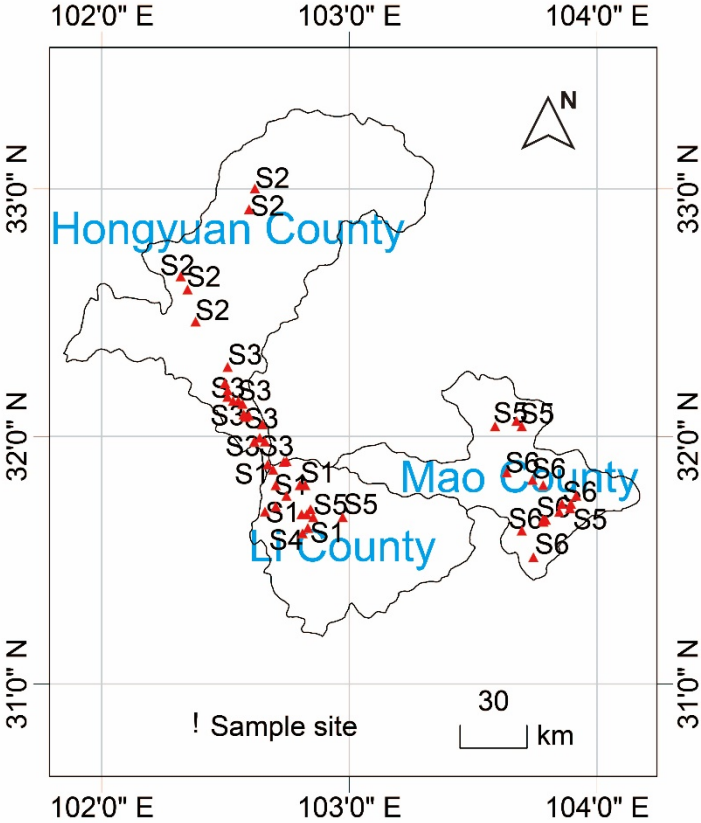 102'0" E 103'0" E 104'0" E
N
33'0" N 33'0" N
S2
S2
Hongyuan County
S2
S2
S2
S3
S3 S3
S3 S3
S3 S3
S1 S1
S1
S1 S5 S5
S4 S1
Li County
S5 S5
S6 S6
Mao County
S6
S6 S6 S5
S6
32'0" N 32'0" N
31'0" N 31'0" N
! Sample site
30
km
102'0" E 103'0" E 104'0" E